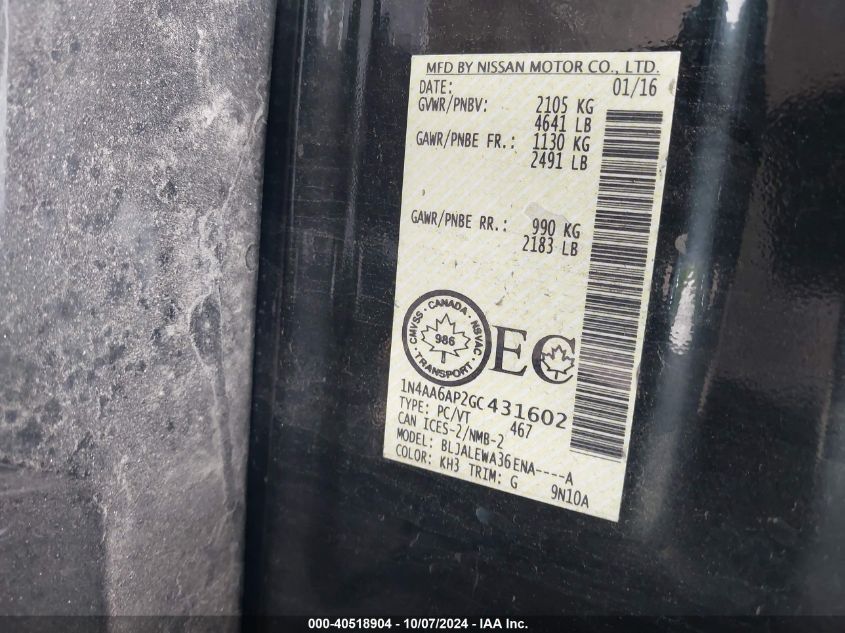 MFD BY NISSAN MOTOR CO., LTD.
DATE: 01/16
GVWR/PNBV: 2105 KG
4641 LB
GAWR/PNBE FR.: 1130 KG
2491 LB
GAWR/PNBE RR.: 990 KG
2183 LB
CMVSS · CANADA · NSVAC · TRANSPORT
986
EC
1N4AA6AP2GC431602
TYPE: PC/VT 467
CAN ICES-2/NMB-2
MODEL: BLJALEWA36ENA----A
COLOR: KH3 TRIM: G 9N10A
000-40518904 - 10/07/2024 - IAA Inc.